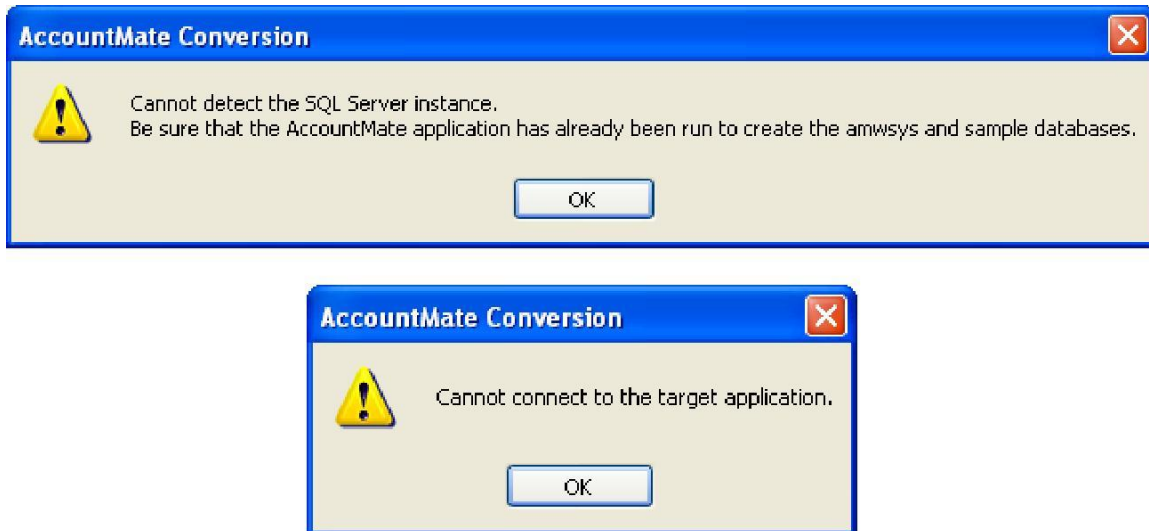 AccountMate Conversion
Cannot detect the SQL Server instance.
Be sure that the AccountMate application has already been run to create the amwsys and sample databases.
OK
AccountMate Conversion
Cannot connect to the target application.
OK